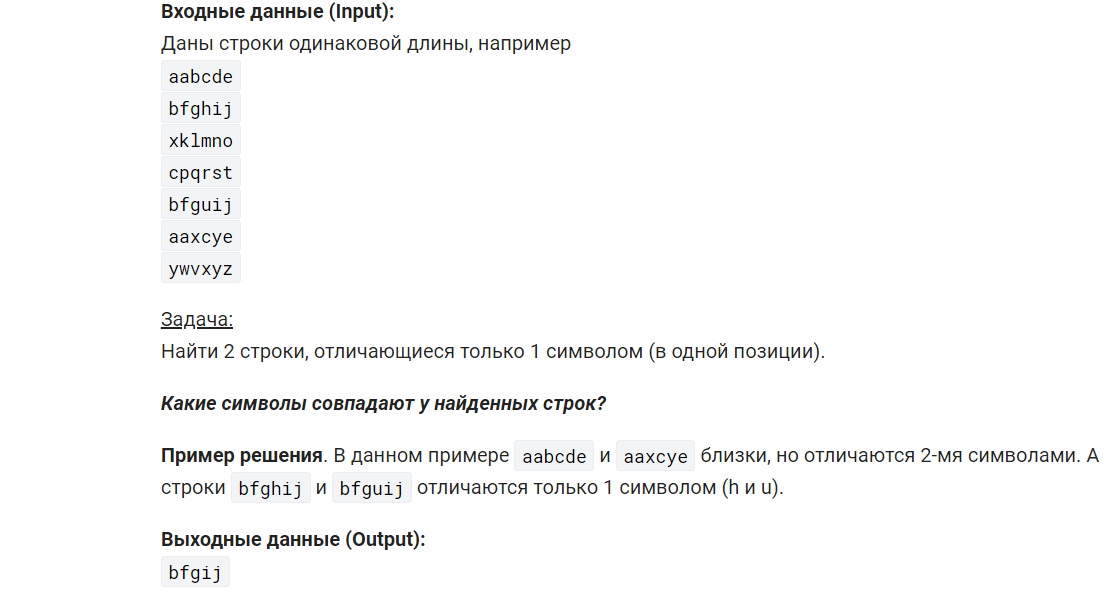 Входные данные (Input):
Даны строки одинаковой длины, например
aabcde
bfghij
xklmno
cpqrst
bfguij
aaxcye
ywvxyz
Задача:
Найти 2 строки, отличающиеся только 1 символом (в одной позиции).
Какие символы совпадают у найденных строк?
Пример решения. В данном примере aabcde и aaxcye близки, но отличаются 2-мя символами. А
строки bfghij и bfguij отличаются только 1 символом (h и u).
Выходные данные (Output):
bfgij